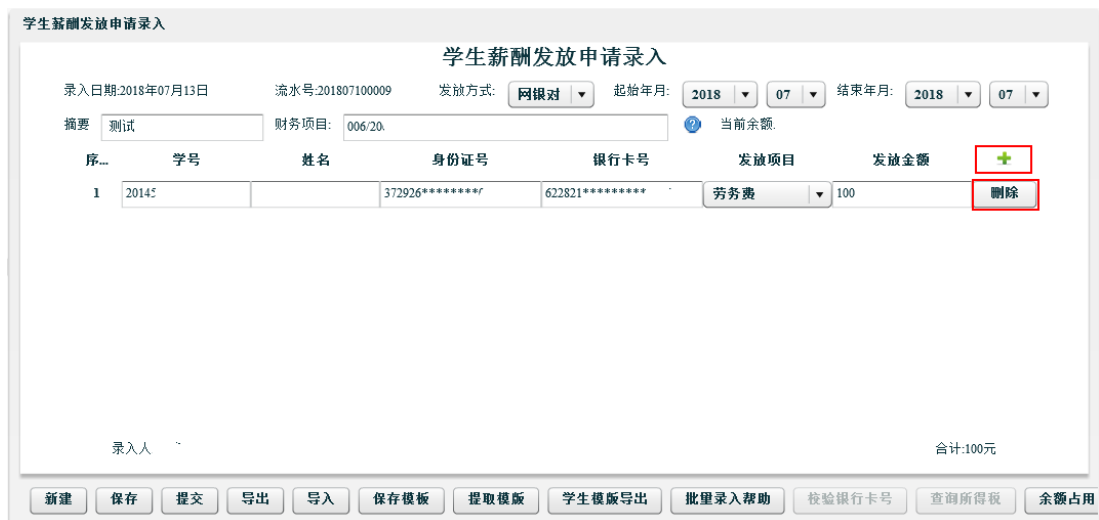 学生薪酬发放申请录入
学生薪酬发放申请录入
录入日期:2018年07月13日 流水号:201807100009 发放方式: 网银对 起始年月: 2018 07 结束年月: 2018 07
摘要 测试 财务项目: 006/20 当前余额.
序... 学号 姓名 身份证号 银行卡号 发放项目 发放金额
1 20145 372926******** 622821********* 劳务费 100 删除
录入人 合计:100元
新建 保存 提交 导出 导入 保存模板 提取模版 学生模版导出 批量录入帮助 校验银行卡号 查询所得税 余额占用